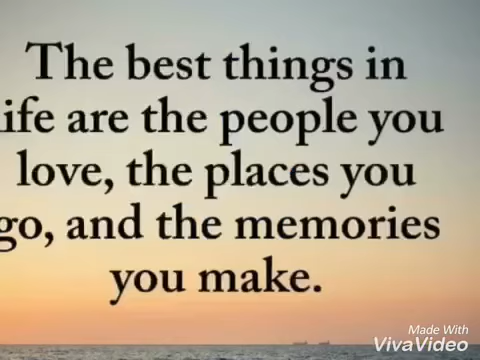 The best things in
life are the people you
love, the places you
go, and the memories
you make.
Made With
VivaVideo